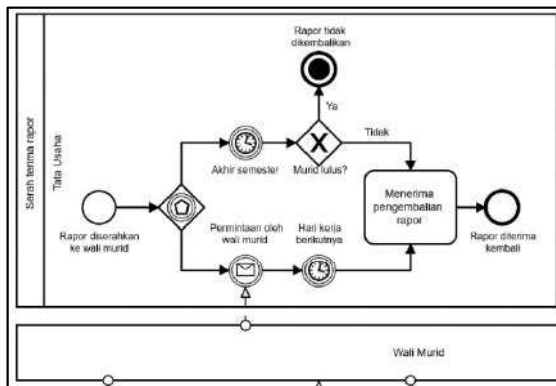 Serah terima rapor
Tata Usaha
Rapor tidak
dikembalikan
Ya
Tidak
Akhir semester
Murid lulus?
Menerima
pengembalian
rapor
Rapor diserahkan
ke wali murid
Permintaan oleh
wali murid
Hari kerja
berikutnya
Rapor diterima
kembali
Wali Murid